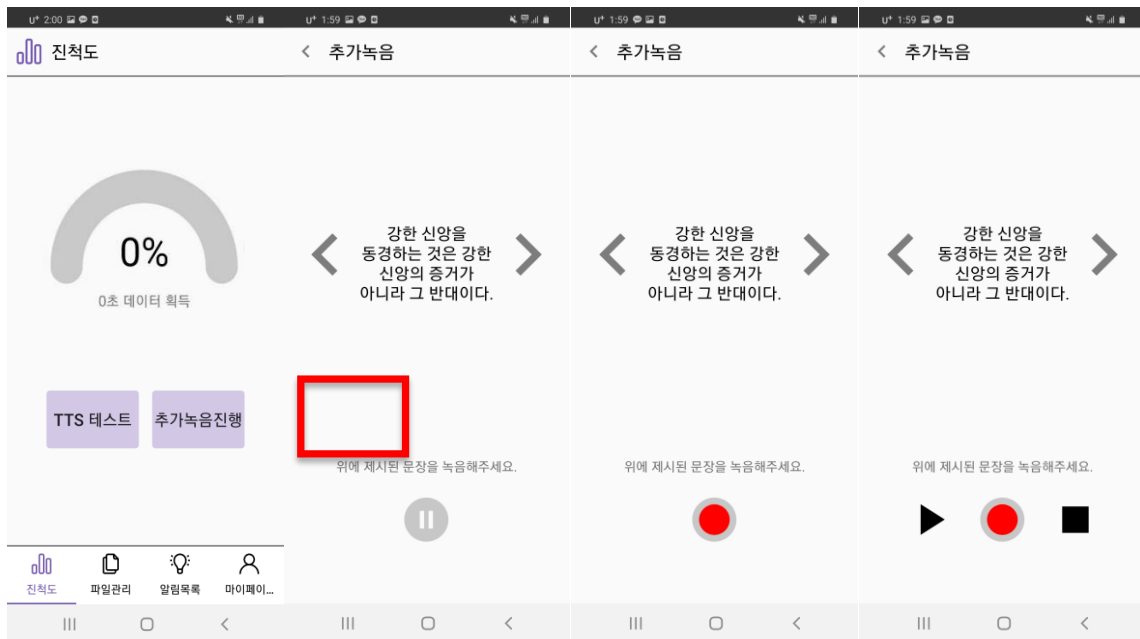 U+ 2:00
진척도
0%
0초 데이터 획득
TTS 테스트
추가녹음진행
진척도
파일관리
알림목록
마이페이...
U+ 1:59
추가녹음
강한 신앙을
동경하는 것은 강한
신앙의 증거가
아니라 그 반대이다.
위에 제시된 문장을 녹음해주세요.
U+ 1:59
추가녹음
강한 신앙을
동경하는 것은 강한
신앙의 증거가
아니라 그 반대이다.
위에 제시된 문장을 녹음해주세요.
U+ 1:59
추가녹음
강한 신앙을
동경하는 것은 강한
신앙의 증거가
아니라 그 반대이다.
위에 제시된 문장을 녹음해주세요.